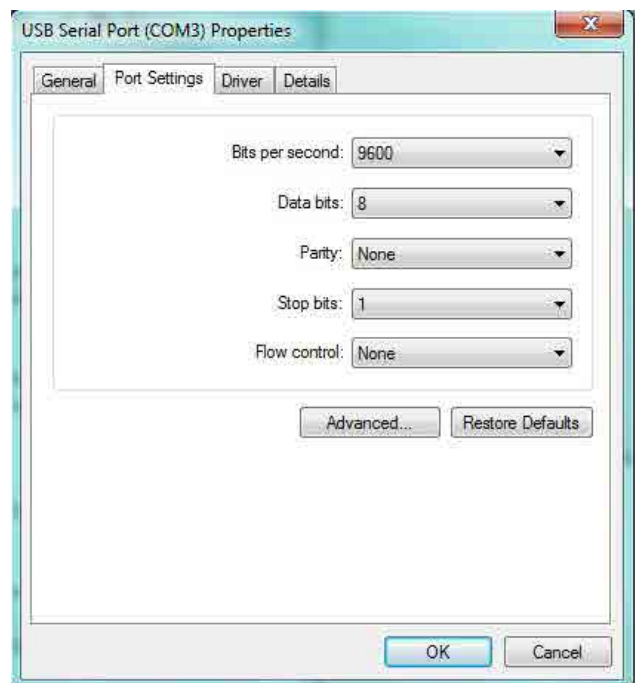 USB Serial Port (COM3) Properties
General Port Settings Driver Details
Bits per second: 9600
Data bits: 8
Parity: None
Stop bits: 1
Flow control: None
Advanced... Restore Defaults
OK Cancel